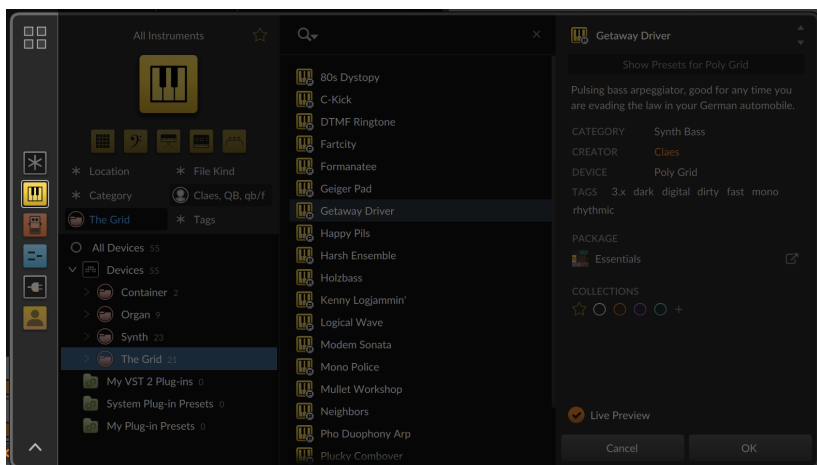 All Instruments
Location
File Kind
Category
Claes, QB, qb/f
The Grid
Tags
All Devices 55
Devices 55
Container 2
Organ 9
Synth 23
The Grid 21
My VST 2 Plug-ins 0
System Plug-in Presets 0
My Plug-in Presets 0
80s Dystopy
C-Kick
DTMF Ringtone
Fartcity
Formanatee
Geiger Pad
Getaway Driver
Happy Pils
Harsh Ensemble
Holzbass
Kenny Logjammin'
Logical Wave
Modem Sonata
Mono Police
Mullet Workshop
Neighbors
Pho Duophony Arp
Plucky Combover
Getaway Driver
Show Presets for Poly Grid
Pulsing bass arpeggiator, good for any time you
are evading the law in your German automobile.
CATEGORY Synth Bass
CREATOR Claes
DEVICE Poly Grid
TAGS 3.x dark digital dirty fast mono
rhythmic
PACKAGE
Essentials
COLLECTIONS
Live Preview
Cancel
OK